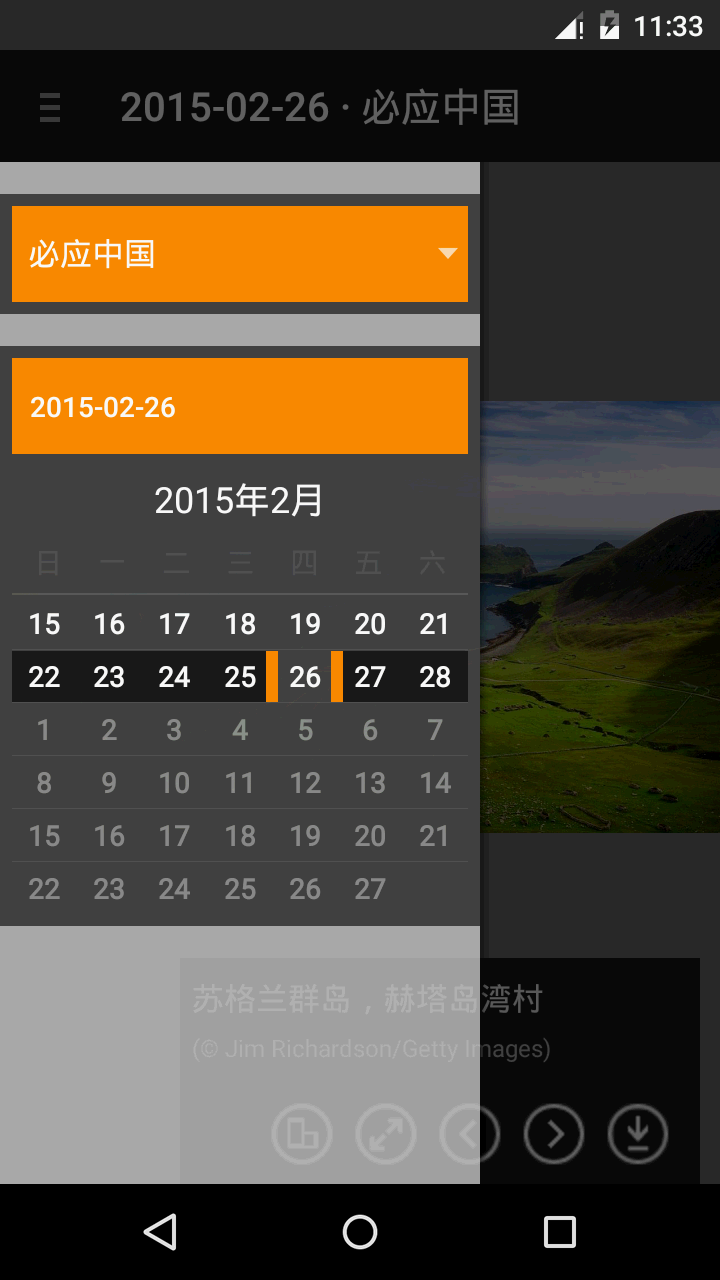 11:33
2015-02-26 · 必应中国
必应中国
2015-02-26
2015年2月
日 一 二 三 四 五 六
15 16 17 18 19 20 21
22 23 24 25 26 27 28
1 2 3 4 5 6 7
8 9 10 11 12 13 14
15 16 17 18 19 20 21
22 23 24 25 26 27
苏格兰群岛，赫塔岛湾村
(© Jim Richardson/Getty Images)